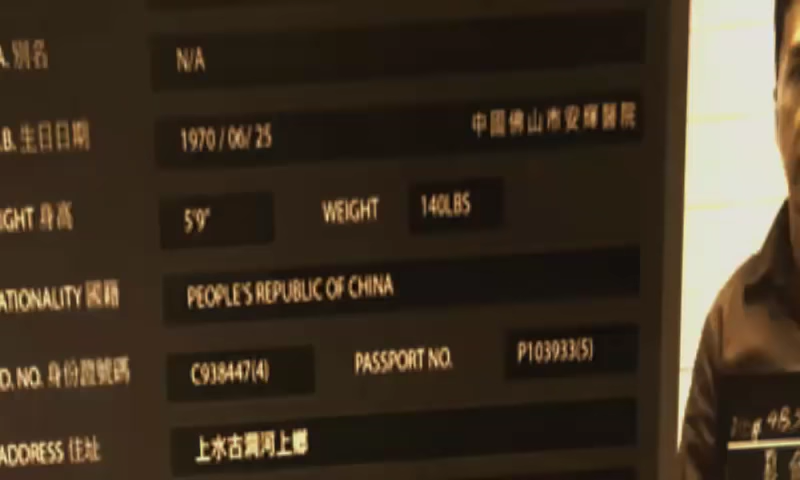 A. 別名 N/A
.B. 生日日期 1970/06/25 中國佛山市安輝醫院
IGHT 身高 5'9" WEIGHT 140LBS
ATIONALITY 國籍 PEOPLE'S REPUBLIC OF CHINA
D. NO. 身份證號碼 C938447(4) PASSPORT NO. P103933(5)
ADDRESS 住址 上水古洞河上鄉